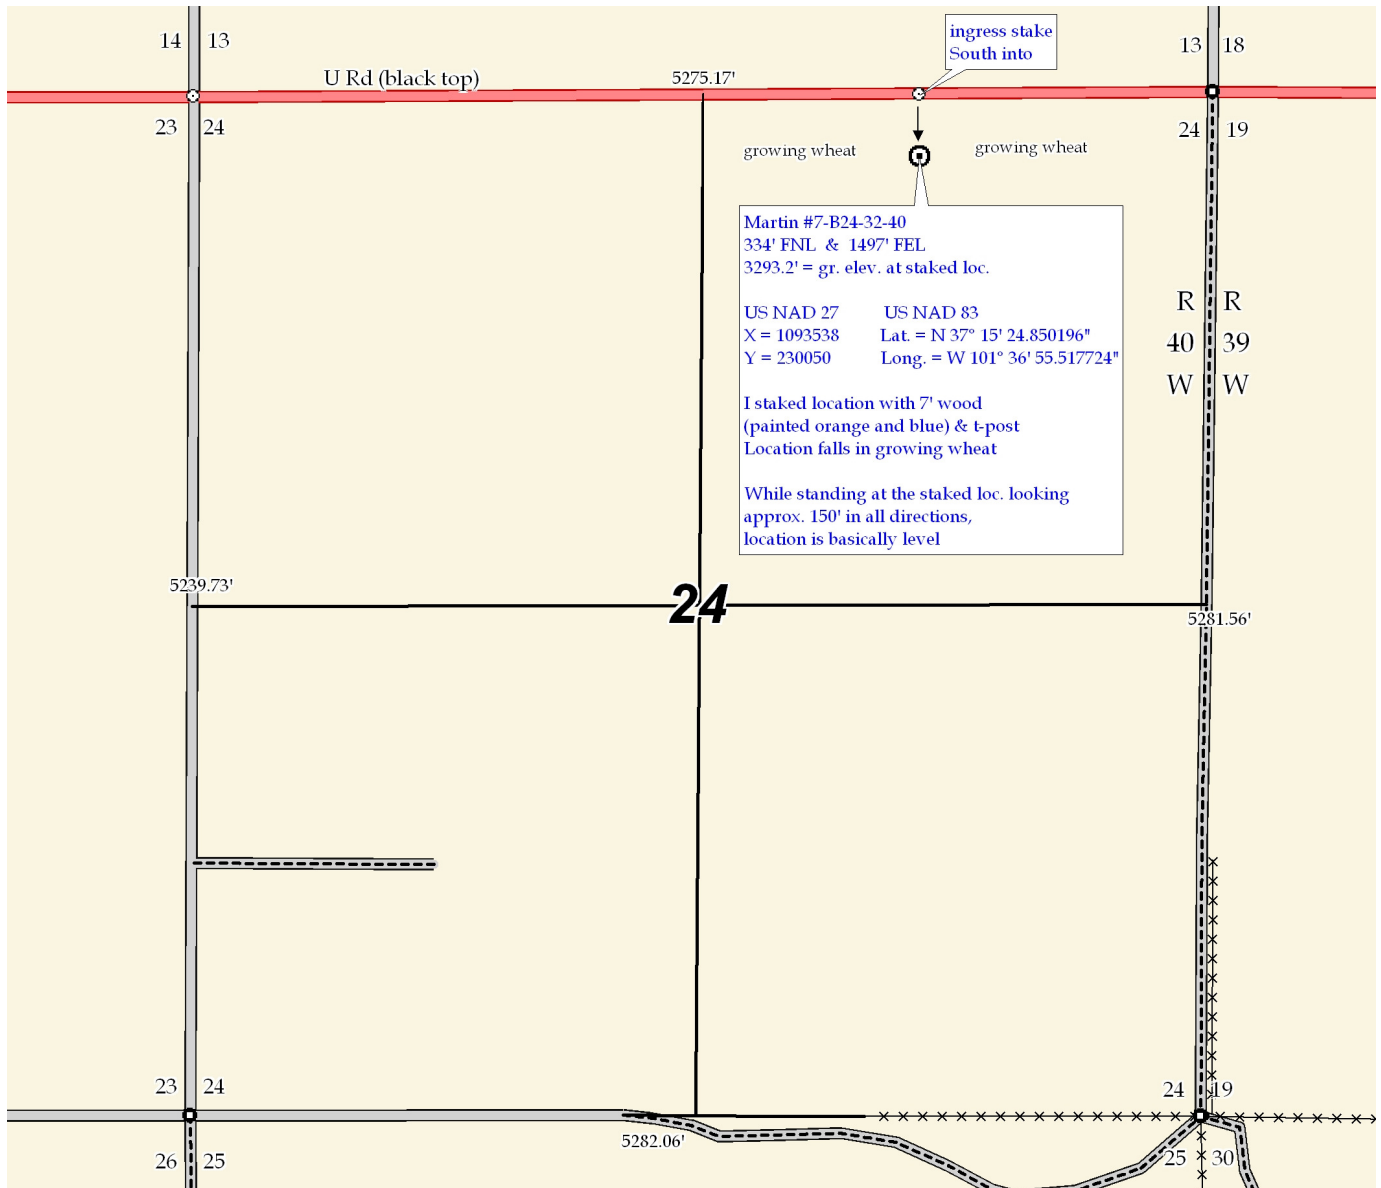 ingress stake
South into
14 13
13 18
U Rd (black top)
5275.17'
23 24
24 19
growing wheat
growing wheat
Martin #7-B24-32-40
334' FNL & 1497' FEL
3293.2' = gr. elev. at staked loc.
US NAD 27 US NAD 83
X = 1093538 Lat. = N 37° 15' 24.850196"
Y = 230050 Long. = W 101° 36' 55.517724"
I staked location with 7' wood
(painted orange and blue) & t-post
Location falls in growing wheat
While standing at the staked loc. looking
approx. 150' in all directions,
location is basically level
R R
40 39
W W
5239.73'
24
5281.56'
23 24
24 19
5282.06'
26 25
25 30